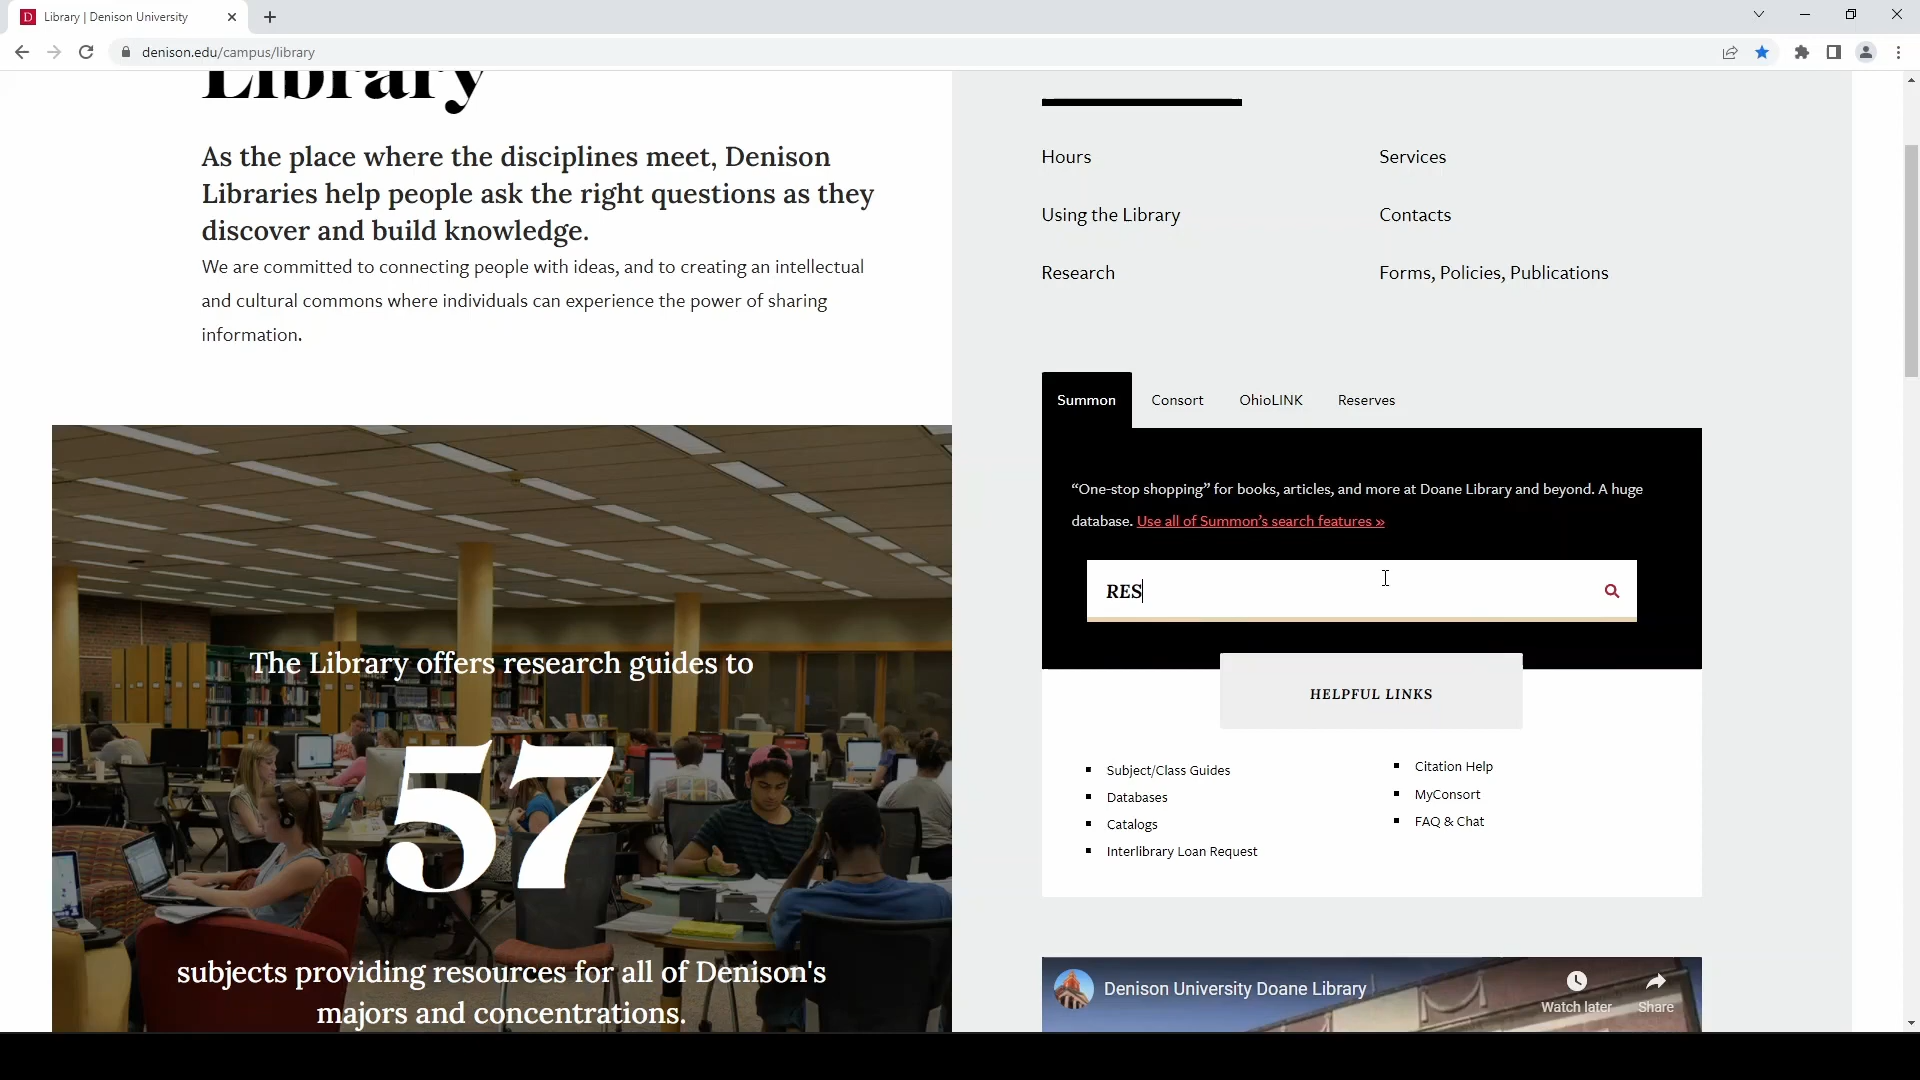 Library | Denison University
denison.edu/campus/library
Library
As the place where the disciplines meet, Denison
Libraries help people ask the right questions as they
discover and build knowledge.
We are committed to connecting people with ideas, and to creating an intellectual
and cultural commons where individuals can experience the power of sharing
information.
The Library offers research guides to
57
subjects providing resources for all of Denison's
majors and concentrations.
Hours
Services
Using the Library
Contacts
Research
Forms, Policies, Publications
Summon Consort OhioLINK Reserves
“One-stop shopping” for books, articles, and more at Doane Library and beyond. A huge
database. Use all of Summon’s search features »
RES
HELPFUL LINKS
Subject/Class Guides
Databases
Catalogs
Interlibrary Loan Request
Citation Help
MyConsort
FAQ & Chat
Denison University Doane Library
Watch later
Share